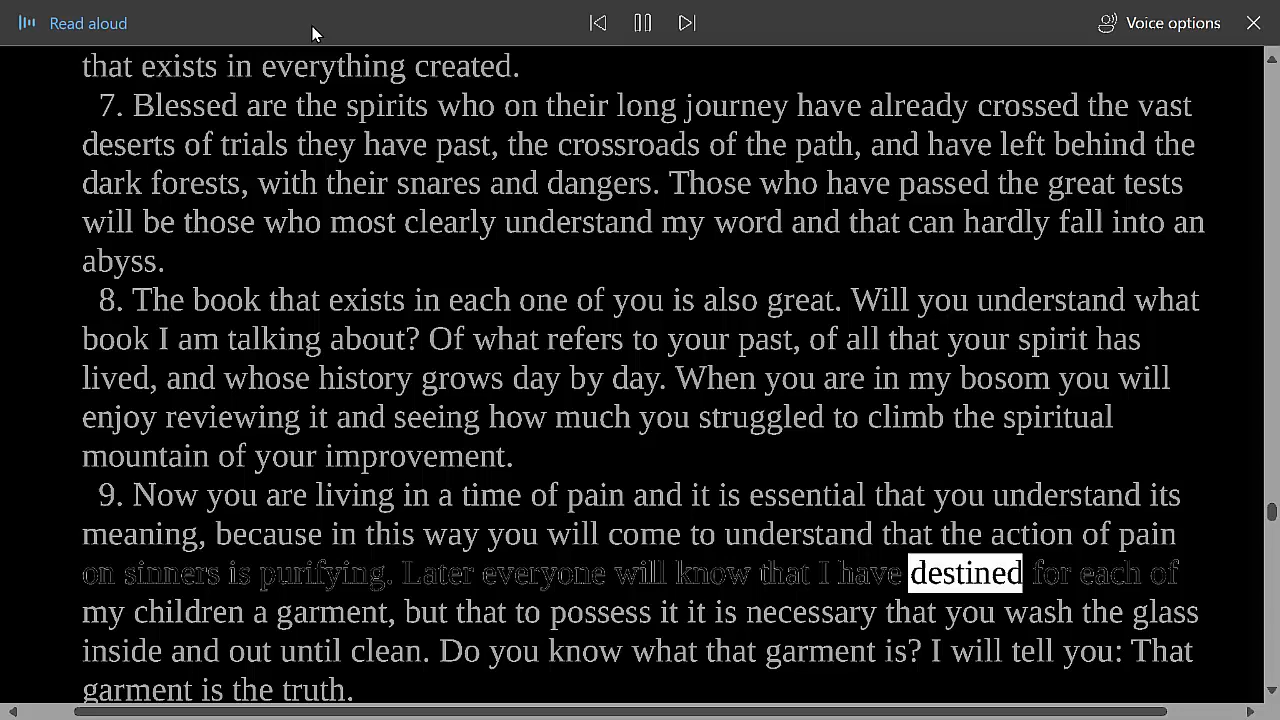 Read aloud
Voice options
that exists in everything created.
7. Blessed are the spirits who on their long journey have already crossed the vast
deserts of trials they have past, the crossroads of the path, and have left behind the
dark forests, with their snares and dangers. Those who have passed the great tests
will be those who most clearly understand my word and that can hardly fall into an
abyss.
8. The book that exists in each one of you is also great. Will you understand what
book I am talking about? Of what refers to your past, of all that your spirit has
lived, and whose history grows day by day. When you are in my bosom you will
enjoy reviewing it and seeing how much you struggled to climb the spiritual
mountain of your improvement.
9. Now you are living in a time of pain and it is essential that you understand its
meaning, because in this way you will come to understand that the action of pain
on sinners is purifying. Later everyone will know that I have destined for each of
my children a garment, but that to possess it it is necessary that you wash the glass
inside and out until clean. Do you know what that garment is? I will tell you: That
garment is the truth.